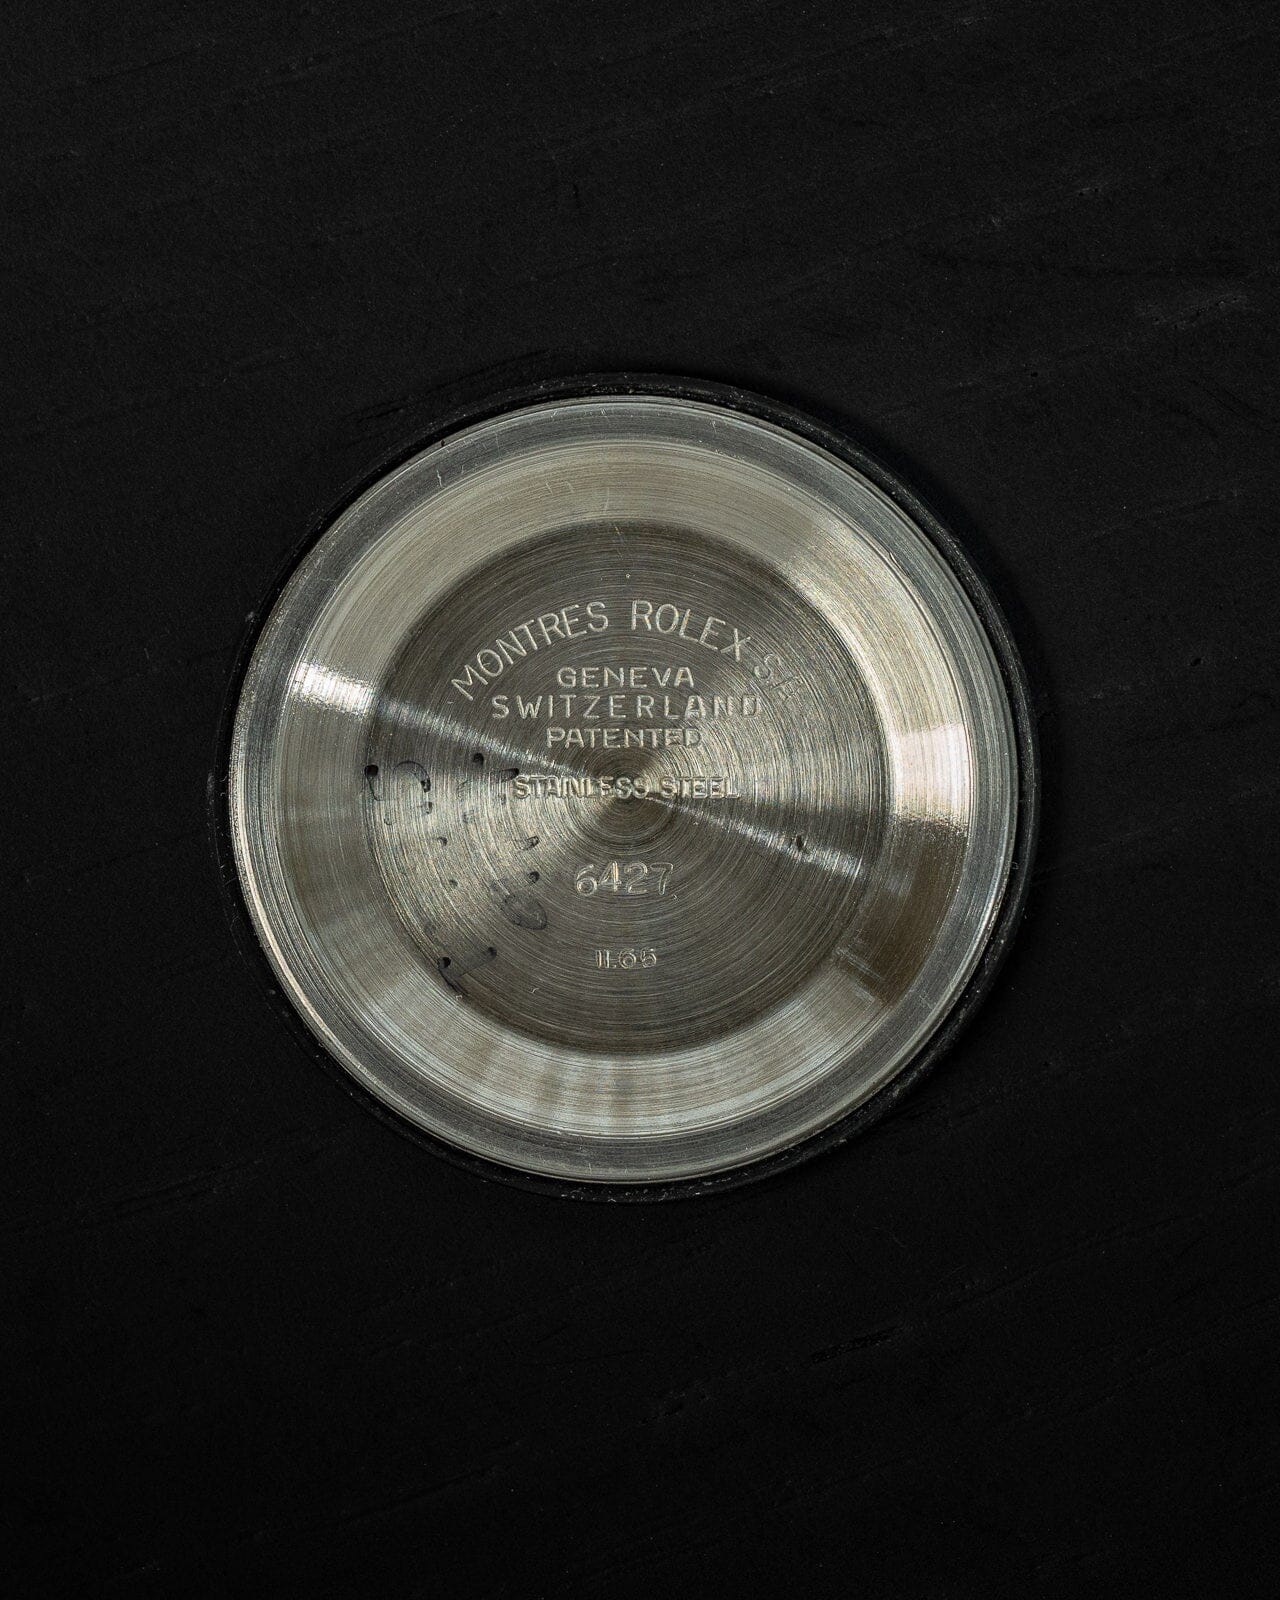 MONTRES ROLEX S.A
GENEVA
SWITZERLAND
PATENTED
STAINLESS STEEL
6427
II.65